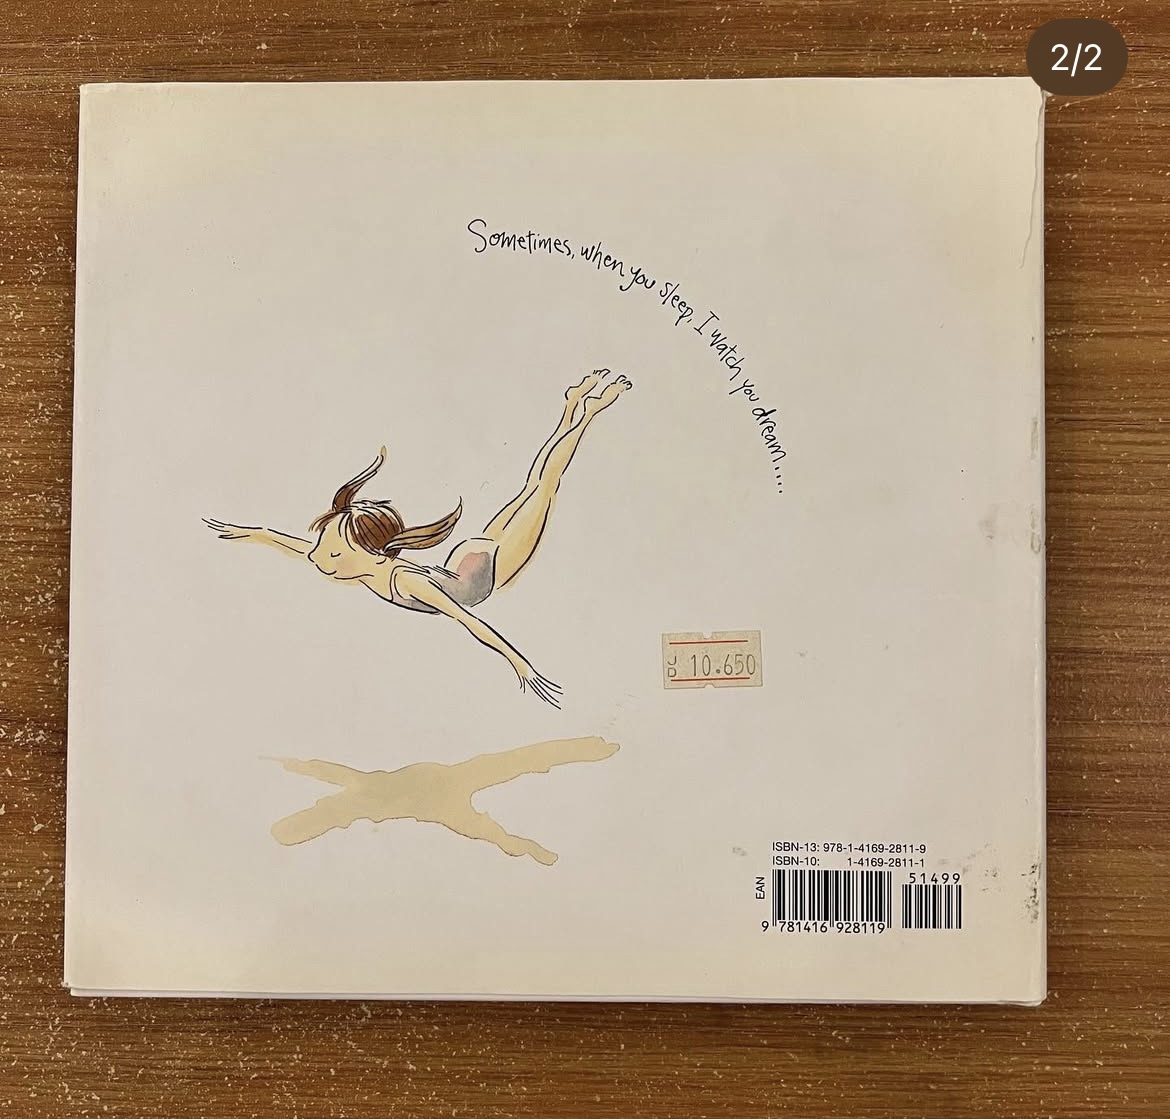 2/2
Sometimes, when you sleep, I watch you dream....
JD 10.650
ISBN-13: 978-1-4169-2811-9
ISBN-10: 1-4169-2811-1
51499
EAN
9 781416 928119